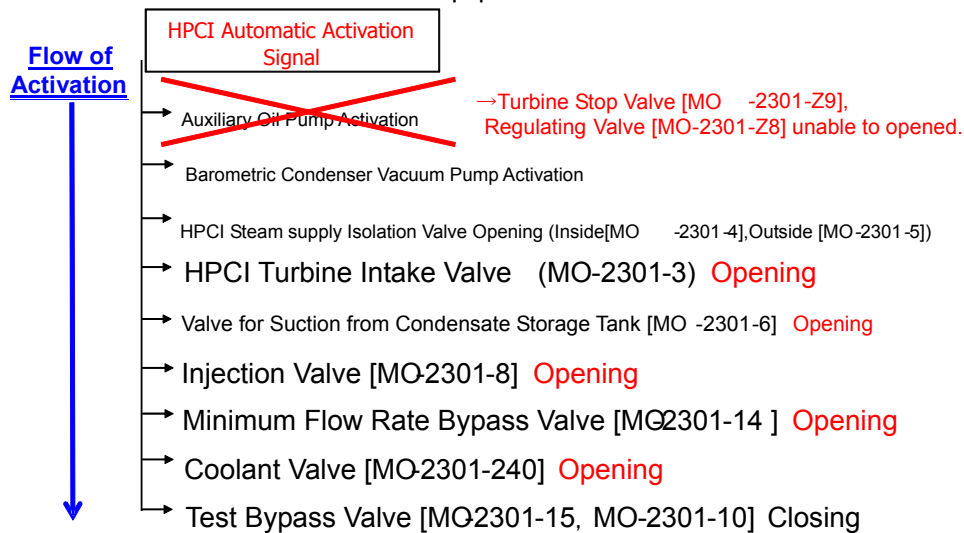 HPCI Automatic Activation
Signal
Flow of
Activation
Auxiliary Oil Pump Activation
→Turbine Stop Valve [MO -2301-Z9],
Regulating Valve [MO-2301-Z8] unable to opened.
Barometric Condenser Vacuum Pump Activation
HPCI Steam supply Isolation Valve Opening (Inside[MO -2301-4],Outside [MO-2301-5])
HPCI Turbine Intake Valve (MO-2301-3) Opening
Valve for Suction from Condensate Storage Tank [MO -2301-6] Opening
Injection Valve [MO-2301-8] Opening
Minimum Flow Rate Bypass Valve [MO-2301-14 ] Opening
Coolant Valve [MO-2301-240] Opening
Test Bypass Valve [MO-2301-15, MO-2301-10] Closing